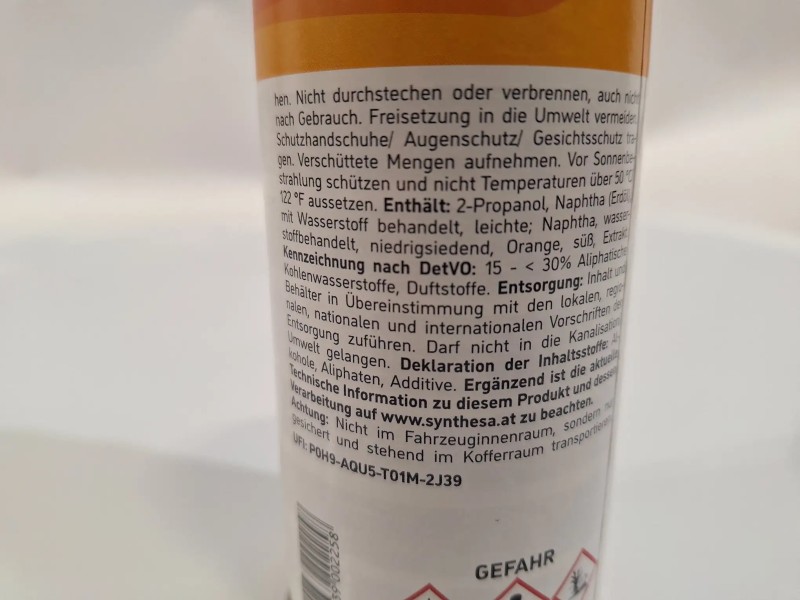 hen. Nicht durchstechen oder verbrennen, auch nicht
nach Gebrauch. Freisetzung in die Umwelt vermeiden.
Schutzhandschuhe/ Augenschutz/ Gesichtsschutz tra-
gen. Verschüttete Mengen aufnehmen. Vor Sonnenbe-
strahlung schützen und nicht Temperaturen über 50 °C/
122 °F aussetzen. Enthält: 2-Propanol, Naphtha (Erdöl),
mit Wasserstoff behandelt, leichte; Naphtha, wasser-
stoffbehandelt, niedrigsiedend, Orange, süß, Extrakt.
Kennzeichnung nach DetVO: 15 - < 30% Aliphatische
Kohlenwasserstoffe, Duftstoffe. Entsorgung: Inhalt und
Behälter in Übereinstimmung mit den lokalen, regio-
nalen, nationalen und internationalen Vorschriften der
Entsorgung zuführen. Darf nicht in die Kanalisation/
Umwelt gelangen. Deklaration der Inhaltsstoffe: Al-
kohole, Aliphaten, Additive. Ergänzend ist die aktuelle
Technische Information zu diesem Produkt und dessen
Verarbeitung auf www.synthesa.at zu beachten.
Achtung: Nicht im Fahrzeuginnenraum, sondern nur
gesichert und stehend im Kofferraum transportieren.
UFI: P0H9-AQU5-T01M-2J39
GEFAHR